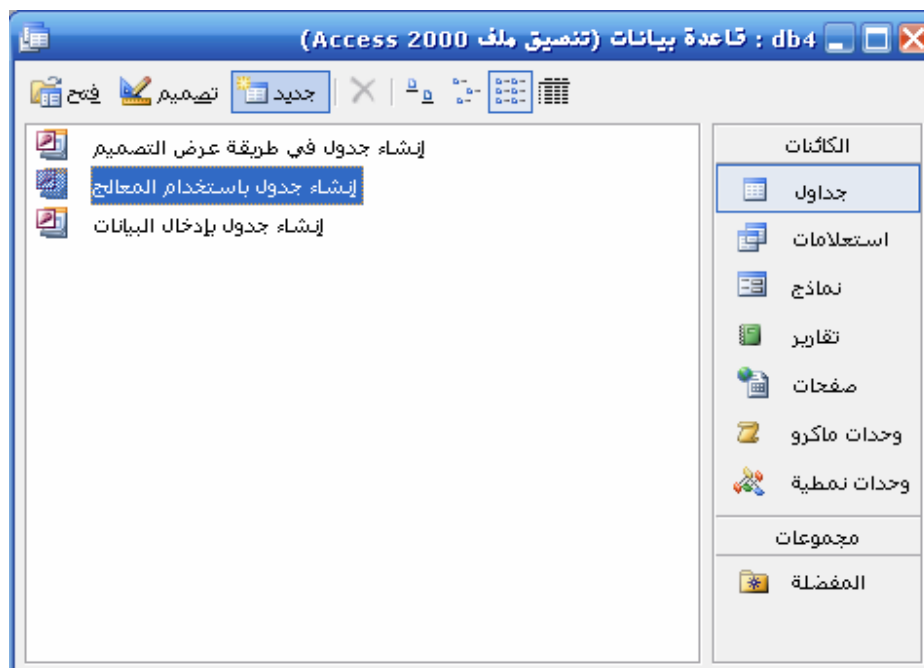 db4 : قاعدة بيانات (تنسيق ملف Access 2000)
فتح تصميم جديد
إنشاء جدول في طريقة عرض التصميم
إنشاء جدول باستخدام المعالج
إنشاء جدول بإدخال البيانات
الكائنات
جداول
استعلامات
نماذج
تقارير
صفحات
وحدات ماكرو
وحدات نمطية
مجموعات
المفضلة